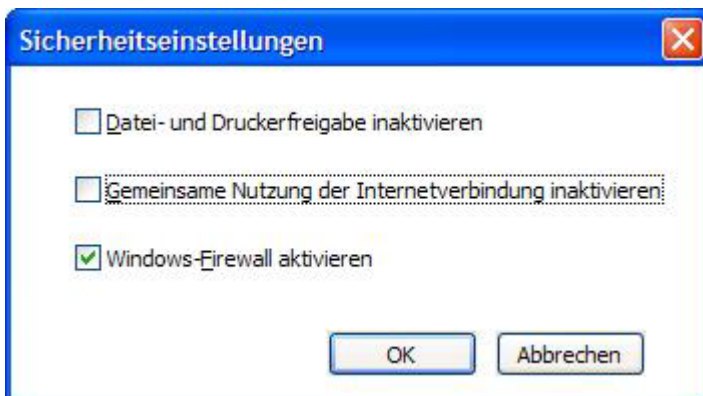 Sicherheitseinstellungen
Datei- und Druckerfreigabe inaktivieren
Gemeinsame Nutzung der Internetverbindung inaktivieren
Windows-Firewall aktivieren
OK Abbrechen